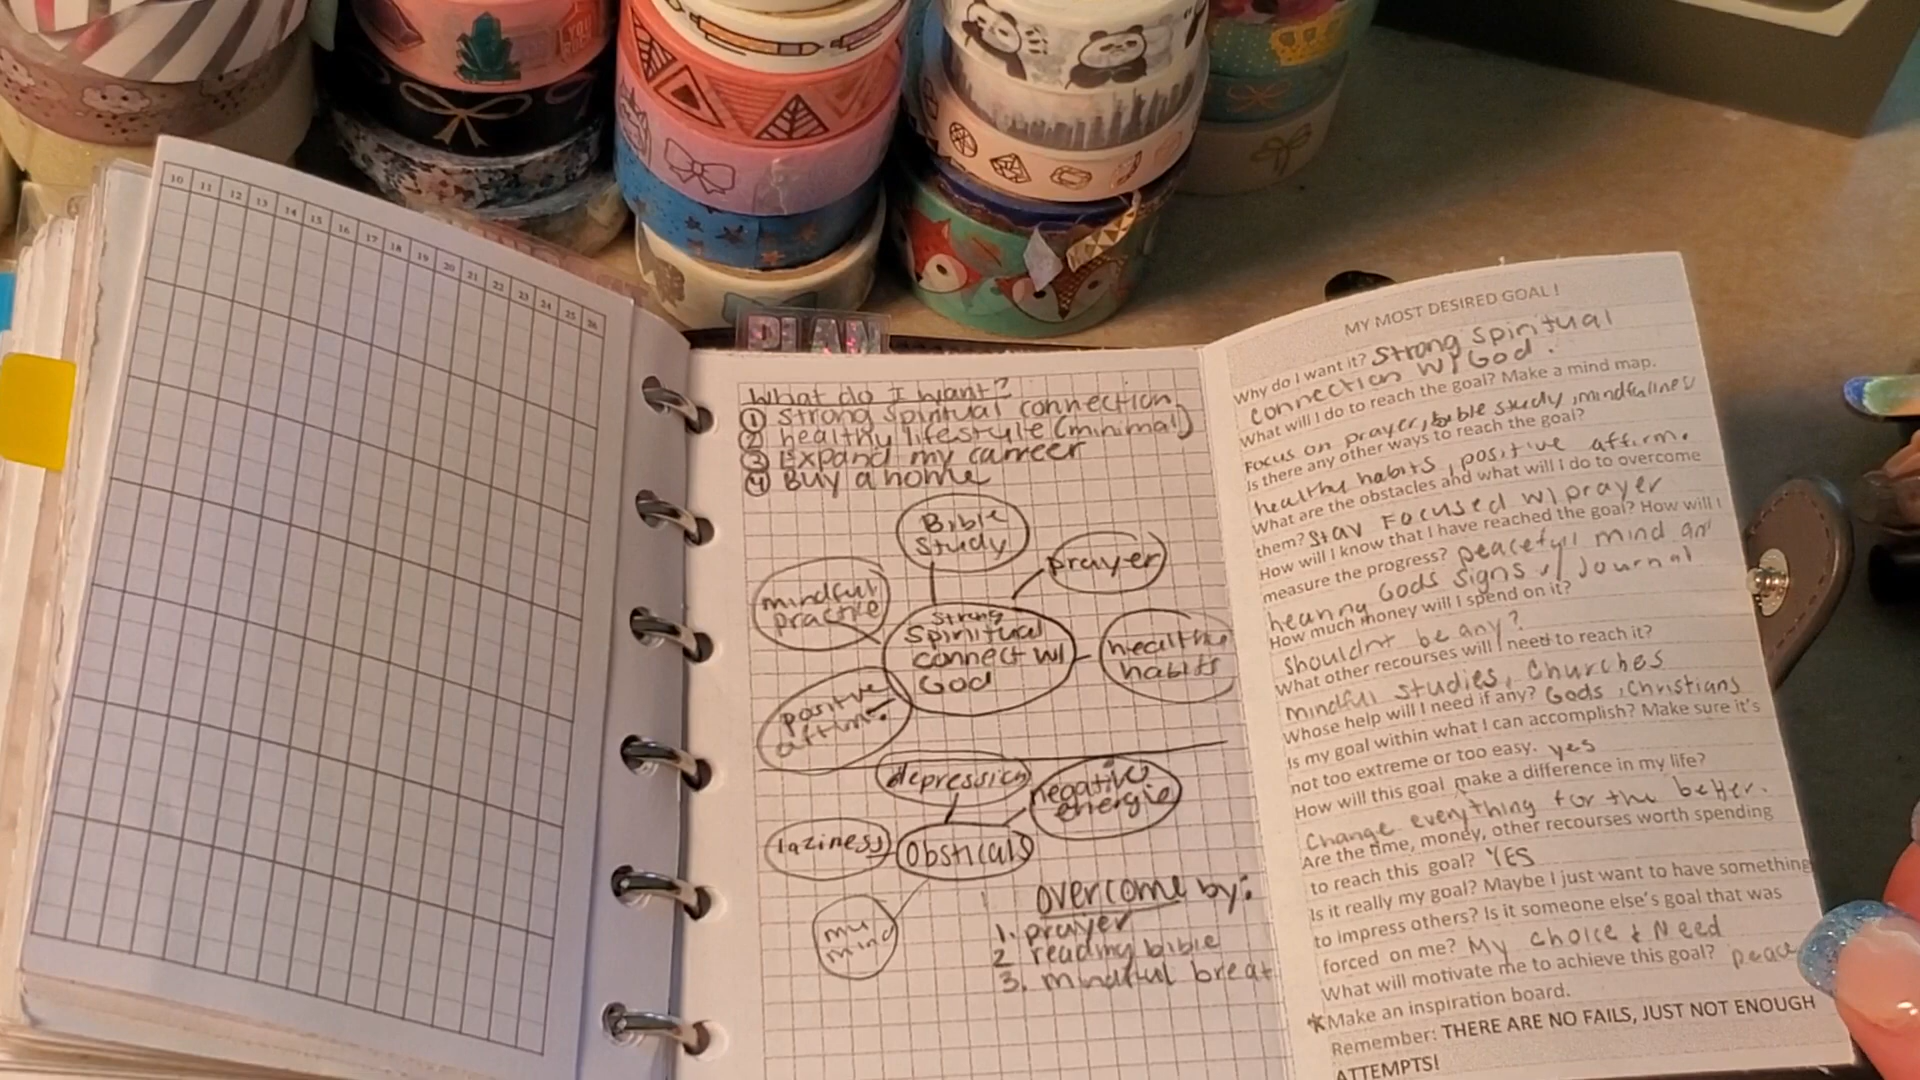 YOU ROCK
10 11 12 13 14 15 16 17 18 19 20 21 22 23 24 25 26
PLAN
What do I want?
① Strong Spiritual connection
② healthy lifestyle (minimal)
③ Expand my carreer
④ Buy a home
Bible
Study
prayer
mindful
practice
Strong
Spiritual
connect w/
God
healthy
habits
positive
affirm.
depression
negative
energie
laziness
Obsticals
my
mind
overcome by:
1. prayer
2 reading bible
3. mindful breat
MY MOST DESIRED GOAL!
Why do I want it? Strong Spiritual
connection w/ God.
What will I do to reach the goal? Make a mind map.
Focus on prayer, bible study, mindfulnes
Is there any other ways to reach the goal?
healthy habits, positive affirm.
What are the obstacles and what will I do to overcome
them? Stay Focused w/ prayer
How will I know that I have reached the goal? How will I
measure the progress? peacefull mind an
hearing Gods Signs w/ Journal
How much money will I spend on it?
Shouldnt be any?
What other recourses will I need to reach it?
Mindful studies, Churches
Whose help will I need if any? Gods, Christians
Is my goal within what I can accomplish? Make sure it's
not too extreme or too easy. yes
How will this goal make a difference in my life?
Change everything for the better.
Are the time, money, other recourses worth spending
to reach this goal? YES
Is it really my goal? Maybe I just want to have something
to impress others? Is it someone else's goal that was
forced on me? My choice & Need
What will motivate me to achieve this goal? peace
*Make an inspiration board.
Remember: THERE ARE NO FAILS, JUST NOT ENOUGH
ATTEMPTS!